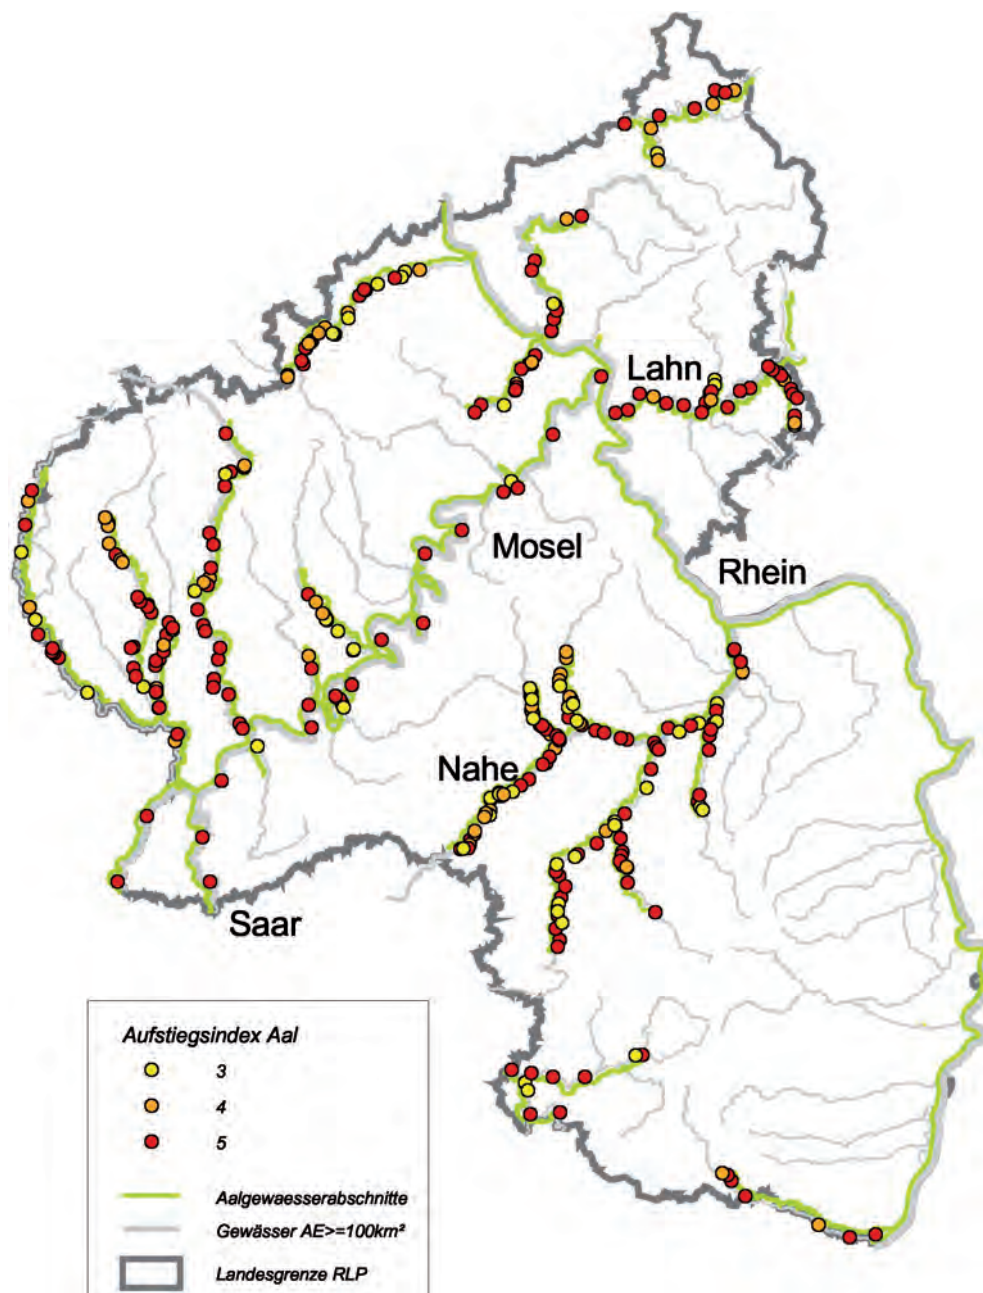 Lahn
Mosel
Rhein
Nahe
Saar
Aufstiegsindex Aal
3
4
5
Aalgewaesserabschnitte
Gewässer AE>=100km²
Landesgrenze RLP